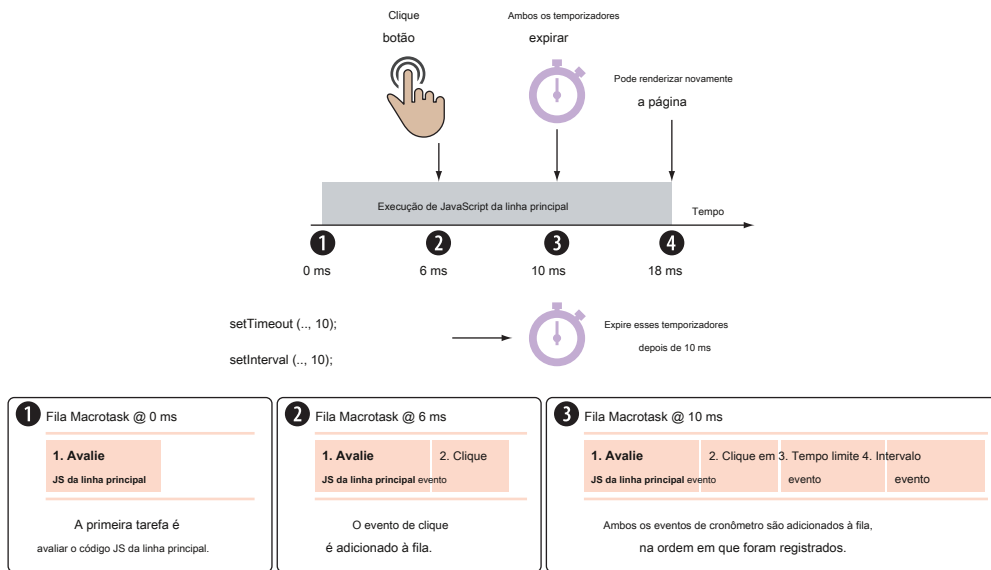 Clique
botão
Ambos os temporizadores
expirar
Pode renderizar novamente
a página
Execução de JavaScript da linha principal
Tempo
1
2
3
4
0 ms
6 ms
10 ms
18 ms
setTimeout (.., 10);
setInterval (.., 10);
Expire esses temporizadores
depois de 10 ms
1 Fila Macrotask @ 0 ms
1. Avalie
JS da linha principal
A primeira tarefa é
avaliar o código JS da linha principal.
2 Fila Macrotask @ 6 ms
1. Avalie 2. Clique
JS da linha principal evento
O evento de clique
é adicionado à fila.
3 Fila Macrotask @ 10 ms
1. Avalie 2. Clique em 3. Tempo limite 4. Intervalo
JS da linha principal evento evento evento
Ambos os eventos de cronômetro são adicionados à fila,
na ordem em que foram registrados.